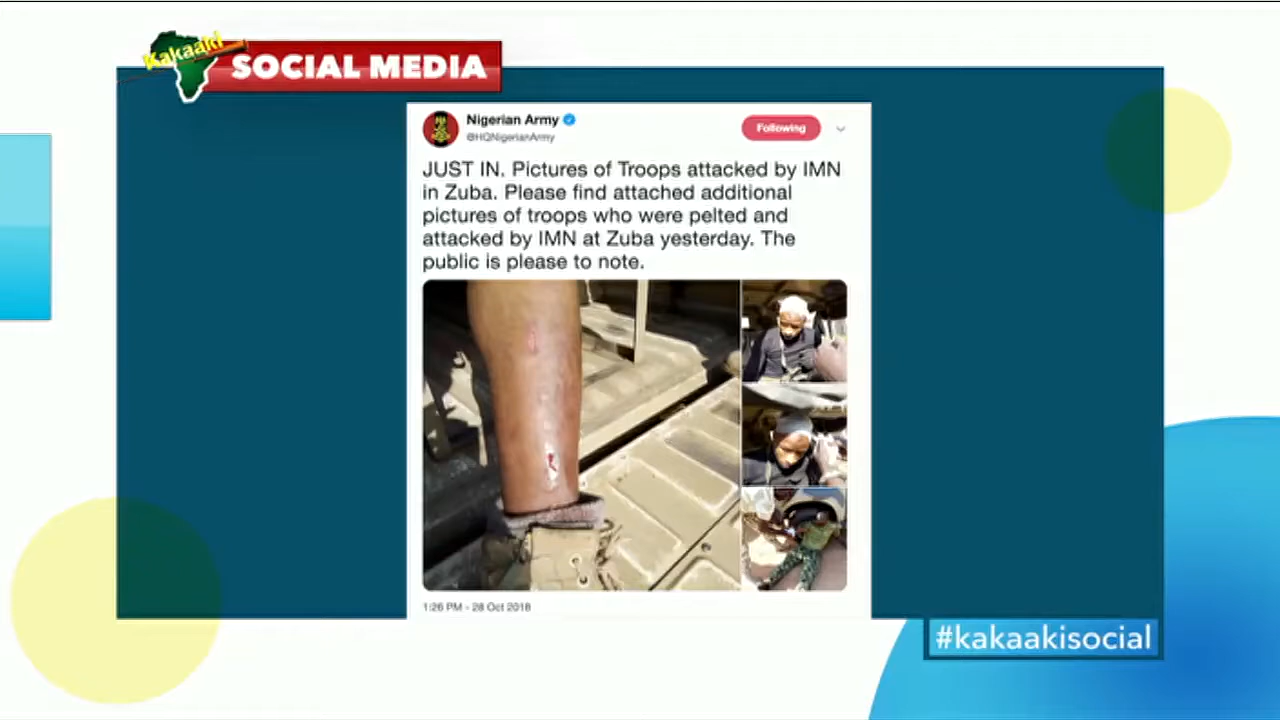 Kakaaki
SOCIAL MEDIA
Nigerian Army
@HQNigerianArmy
Following
JUST IN. Pictures of Troops attacked by IMN
in Zuba. Please find attached additional
pictures of troops who were pelted and
attacked by IMN at Zuba yesterday. The
public is please to note.
1:26 PM - 28 Oct 2018
#kakaakisocial